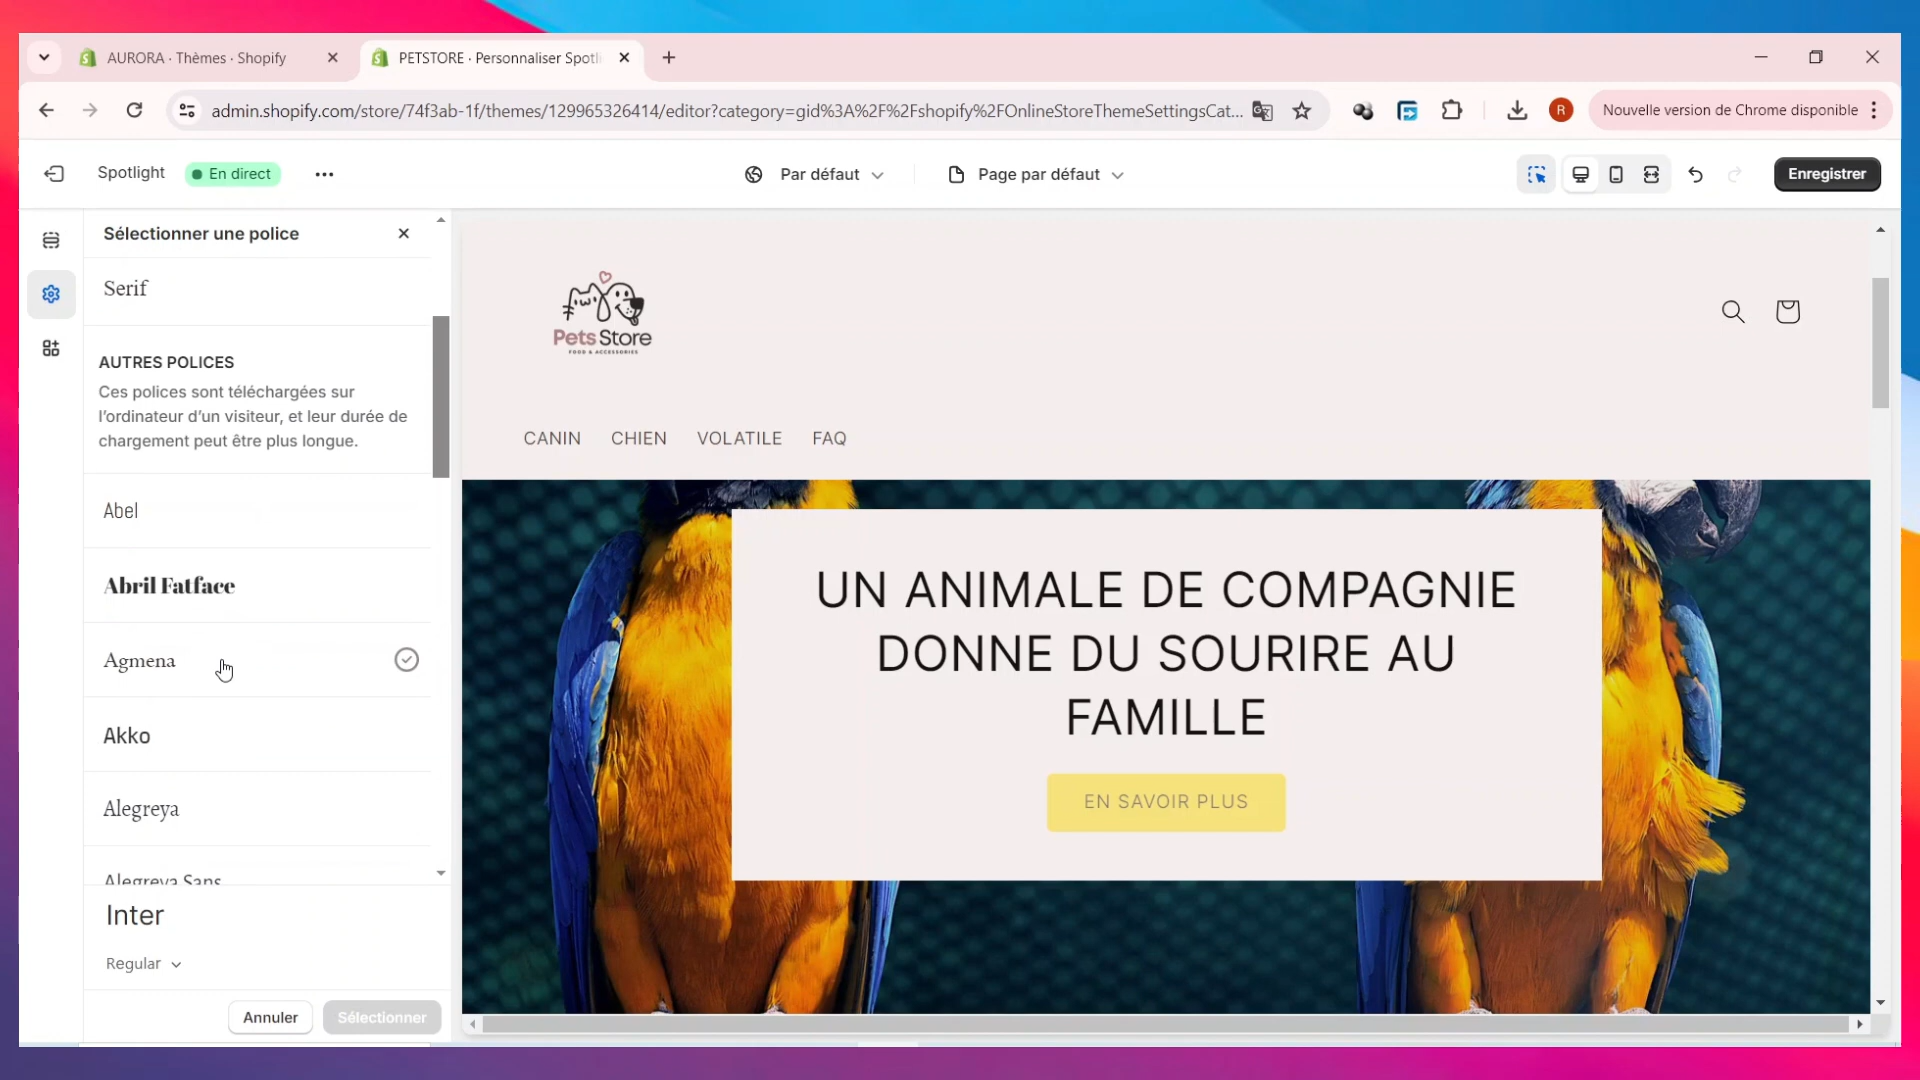 AURORA · Thèmes · Shopify
PETSTORE · Personnaliser Spotli
admin.shopify.com/store/74f3ab-1f/themes/129965326414/editor?category=gid%3A%2F%2Fshopify%2FOnlineStoreThemeSettingsCat...
R
Nouvelle version de Chrome disponible
Spotlight
En direct
Par défaut
Page par défaut
Enregistrer
Sélectionner une police
Serif
AUTRES POLICES
Ces polices sont téléchargées sur
l'ordinateur d'un visiteur, et leur durée de
chargement peut être plus longue.
Abel
Abril Fatface
Agmena
Akko
Alegreya
Alegreya Sans
Inter
Regular
Annuler
Sélectionner
Pets Store
FOOD & ACCESSORIES
CANIN
CHIEN
VOLATILE
FAQ
UN ANIMALE DE COMPAGNIE
DONNE DU SOURIRE AU
FAMILLE
EN SAVOIR PLUS